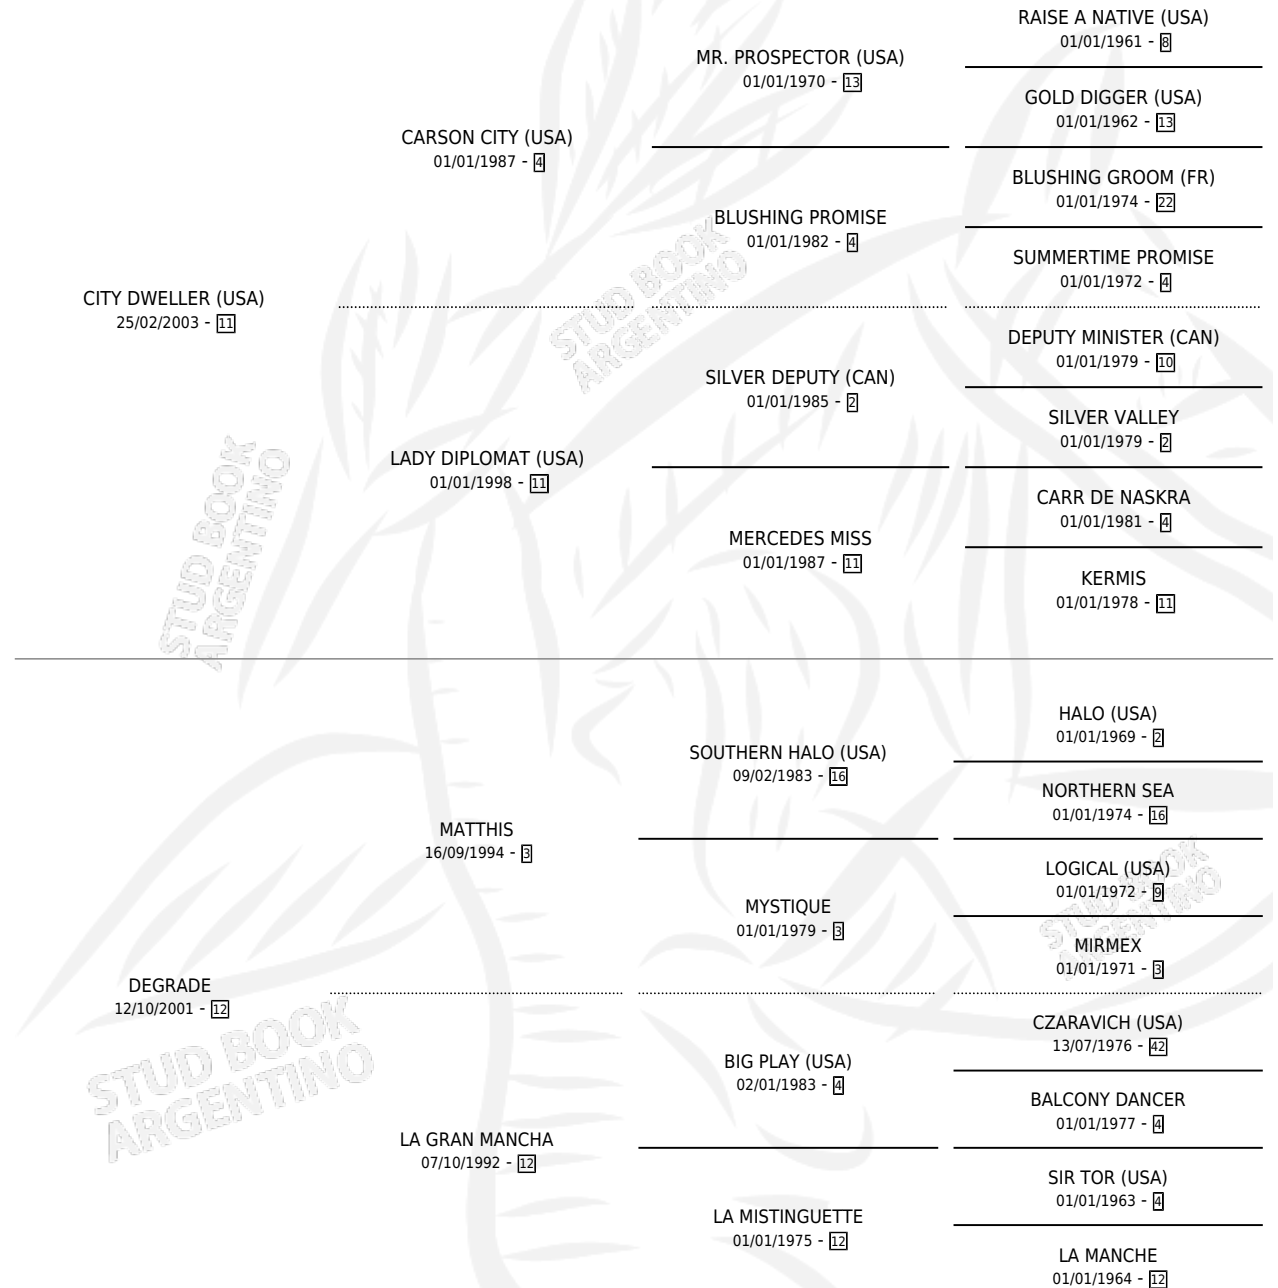 RAISE A NATIVE (USA)
01/01/1961 - 8
MR. PROSPECTOR (USA)
01/01/1970 - 13
GOLD DIGGER (USA)
01/01/1962 - 13
CARSON CITY (USA)
01/01/1987 - 4
BLUSHING GROOM (FR)
01/01/1974 - 22
BLUSHING PROMISE
01/01/1982 - 4
SUMMERTIME PROMISE
01/01/1972 - 4
CITY DWELLER (USA)
25/02/2003 - 11
STUD BOOK
ARGENTINO
DEPUTY MINISTER (CAN)
01/01/1979 - 10
SILVER DEPUTY (CAN)
01/01/1985 - 2
SILVER VALLEY
01/01/1979 - 2
LADY DIPLOMAT (USA)
01/01/1998 - 11
CARR DE NASKRA
01/01/1981 - 4
MERCEDES MISS
01/01/1987 - 11
KERMIS
01/01/1978 - 11
STUD BOOK
ARGENTINO
HALO (USA)
01/01/1969 - 2
SOUTHERN HALO (USA)
09/02/1983 - 16
NORTHERN SEA
01/01/1974 - 16
MATTHIS
16/09/1994 - 3
LOGICAL (USA)
01/01/1972 - 9
MYSTIQUE
01/01/1979 - 3
STUD BOOK
ARGENTINO
MIRMEX
01/01/1971 - 3
DEGRADE
12/10/2001 - 12
CZARAVICH (USA)
13/07/1976 - 42
BIG PLAY (USA)
02/01/1983 - 4
BALCONY DANCER
01/01/1977 - 4
STUD BOOK
ARGENTINO
LA GRAN MANCHA
07/10/1992 - 12
SIR TOR (USA)
01/01/1963 - 4
LA MISTINGUETTE
01/01/1975 - 12
LA MANCHE
01/01/1964 - 12